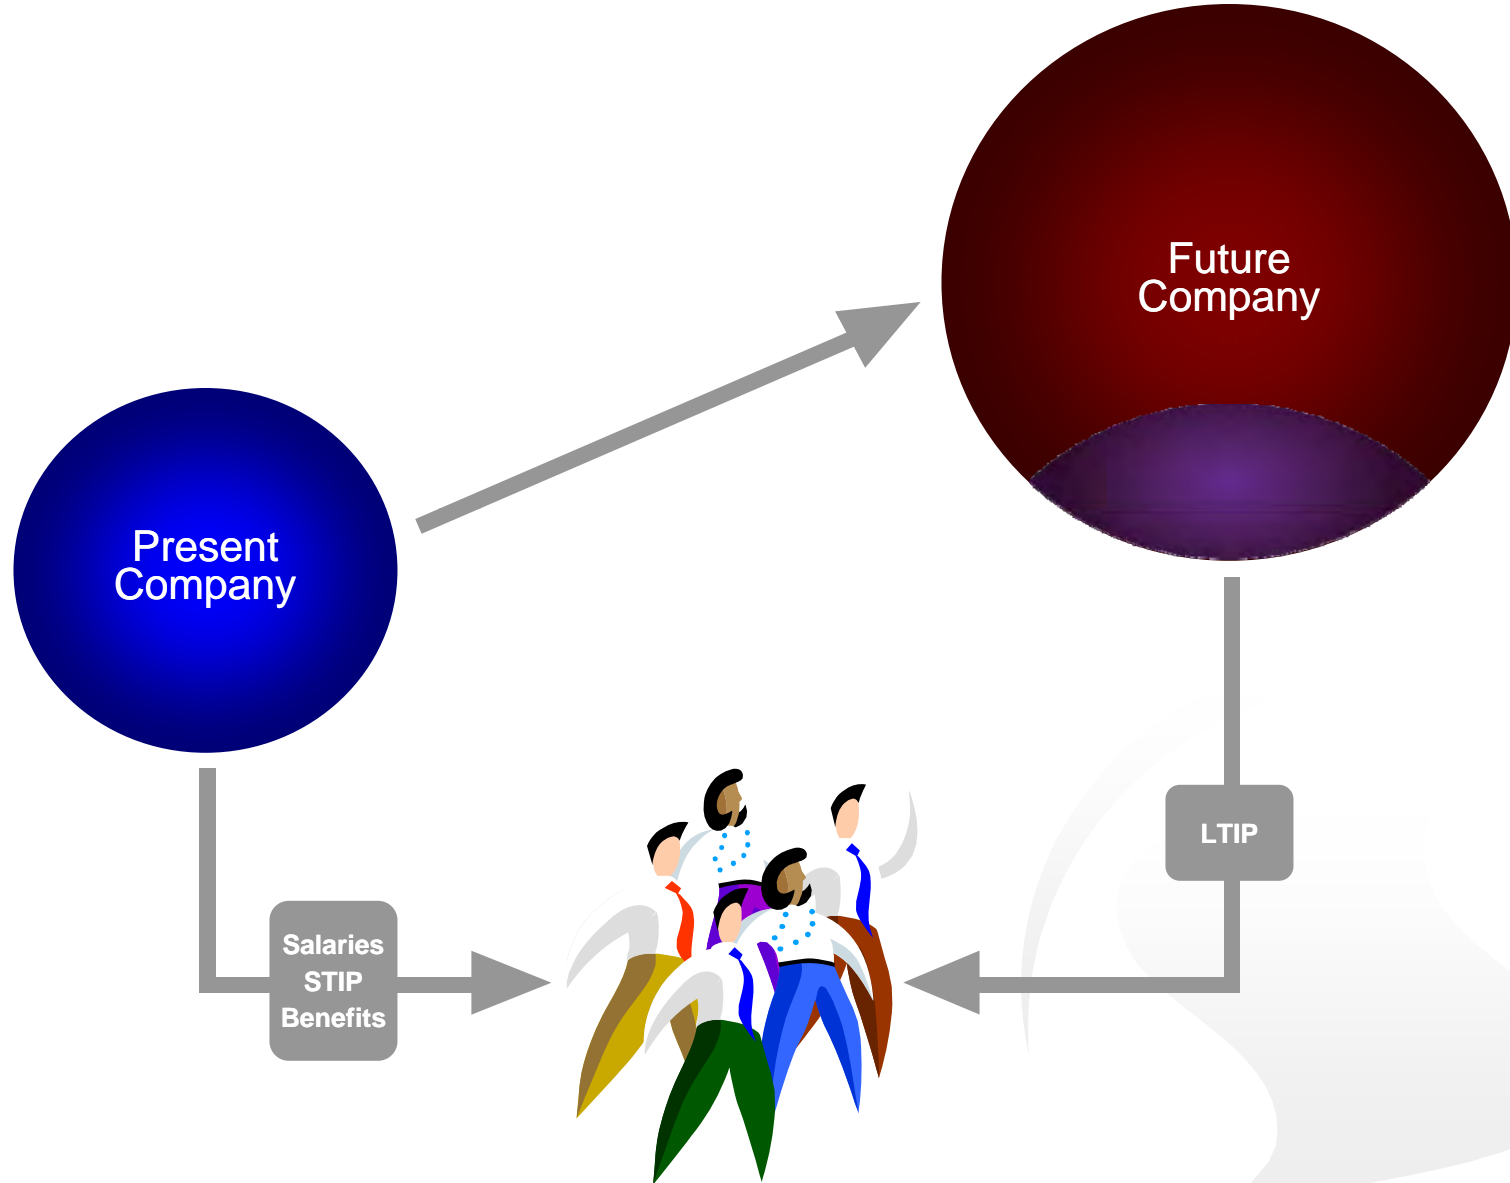 Future
Company
Present
Company
LTIP
Salaries
STIP
Benefits